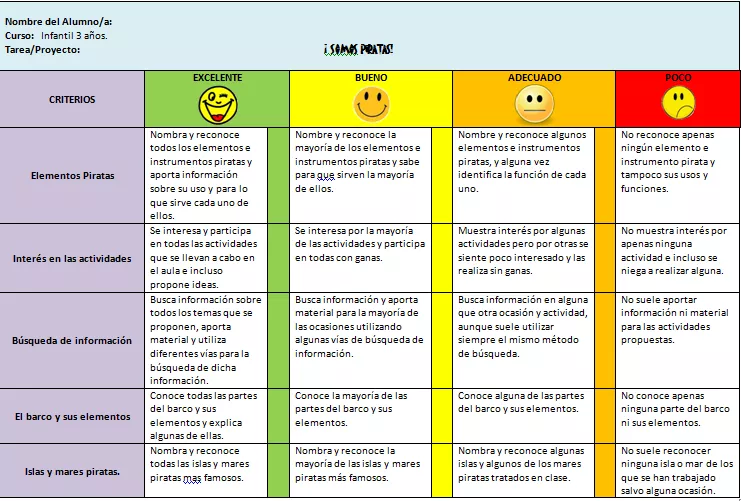 Nombre del Alumno/a:
Curso: Infantil 3 años.
Tarea/Proyecto: ¡SOMOS PIRATAS!
CRITERIOS
EXCELENTE
BUENO
ADECUADO
POCO
Elementos Piratas
Nombra y reconoce
todos los elementos e
instrumentos piratas y
aporta información
sobre su uso y para lo
que sirve cada uno de
ellos.
Nombre y reconoce la
mayoría de los elementos e
instrumentos piratas y sabe
para que sirven la mayoría
de ellos.
Nombre y reconoce algunos
elementos e instrumentos
piratas, y alguna vez
identifica la función de cada
uno.
No reconoce apenas
ningún elemento e
instrumento pirata y
tampoco sus usos y
funciones.
Interés en las actividades
Se interesa y participa
en todas las actividades
que se llevan a cabo en
el aula e incluso
propone ideas.
Se interesa por la mayoría
de las actividades y participa
en todas con ganas.
Muestra interés por algunas
actividades pero por otras se
siente poco interesado y las
realiza sin ganas.
No muestra interés por
apenas ninguna
actividad e incluso se
niega a realizar alguna.
Búsqueda de información
Busca información sobre
todos los temas que se
proponen, aporta
material y utiliza
diferentes vías para la
búsqueda de dicha
información.
Busca información y aporta
material para la mayoría de
las ocasiones utilizando
algunas vías de búsqueda de
información.
Busca información en alguna
que otra ocasión y actividad,
aunque suele utilizar
siempre el mismo método
de búsqueda.
No suele aportar
información ni material
para las actividades
propuestas.
El barco y sus elementos
Conoce todas las partes
del barco y sus
elementos y explica
algunas de ellas.
Conoce la mayoría de las
partes del barco y sus
elementos.
Conoce alguna de las partes
del barco y sus elementos.
No conoce apenas
ninguna parte del barco
ni sus elementos.
Islas y mares piratas.
Nombra y reconoce
todas las islas y mares
piratas mas famosos.
Nombra y reconoce la
mayoría de las islas y mares
piratas más famosos.
Nombra y reconoce algunas
islas y algunos de los mares
piratas tratados en clase.
No suele reconocer
ninguna isla o mar de los
que se han trabajado
salvo alguna ocasión.